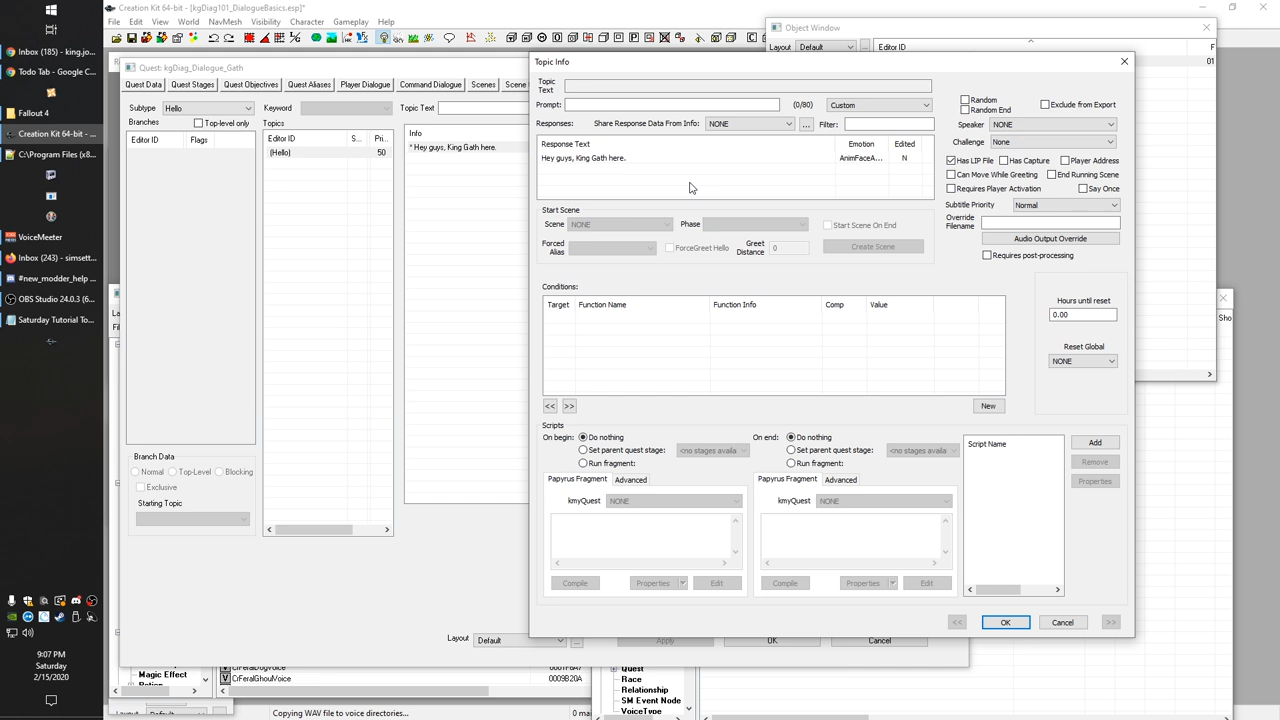 Creation Kit 64-bit - [kgDiag101_DialogueBasics.esp]*
File Edit View World NavMesh Visibility Character Gameplay Help
Object Window
Layout Default ... Editor ID F
01
Quest: kgDiag_Dialogue_Gath
Quest Data Quest Stages Quest Objectives Quest Aliases Player Dialogue Command Dialogue Scenes Scene
Subtype Hello Keyword Topic Text
Branches Top-level only Topics
Editor ID Flags Editor ID S... Pri... Info
(Hello) 50 * Hey guys, King Gath here.
Branch Data
Normal Top-Level Blocking
Exclusive
Starting Topic
Layout Default ... Apply OK Cancel
Topic Info
Topic Text
Prompt: (0/80) Custom
Responses: Share Response Data From Info: NONE ... Filter:
Response Text Emotion Edited
Hey guys, King Gath here. AnimFaceA... N
Random
Random End
Exclude from Export
Speaker NONE
Challenge None
Has LIP File Has Capture Player Address
Can Move While Greeting End Running Scene
Requires Player Activation Say Once
Subtitle Priority Normal
Override Filename
Audio Output Override
Requires post-processing
Start Scene
Scene NONE Phase Start Scene On End
Forced Alias ForceGreet Hello Greet Distance 0 Create Scene
Conditions:
Target Function Name Function Info Comp Value
<< >> New
Hours until reset
0.00
Reset Global
NONE
Scripts
On begin: Do nothing On end: Do nothing
Set parent quest stage: <no stages availa Set parent quest stage: <no stages availa
Run fragment: Run fragment:
Papyrus Fragment Advanced Papyrus Fragment Advanced
kmyQuest NONE kmyQuest NONE
Compile Properties Edit Compile Properties Edit
Script Name
Add
Remove
Properties
<< OK Cancel >>
Inbox (185) - king.jo...
Todo Tab - Google C...
Fallout 4
Creation Kit 64-bit - ...
C:\Program Files (x8...
VoiceMeeter
Inbox (243) - simsett...
#new_modder_help ...
OBS Studio 24.0.3 (6...
Saturday Tutorial To...
9:07 PM
Saturday
2/15/2020
Sho
Magic Effect
CrFeralGhoulVoice 0009B20A
Quest
Race
Relationship
SM Event Node
VoiceType
Copying WAV file to voice directories...